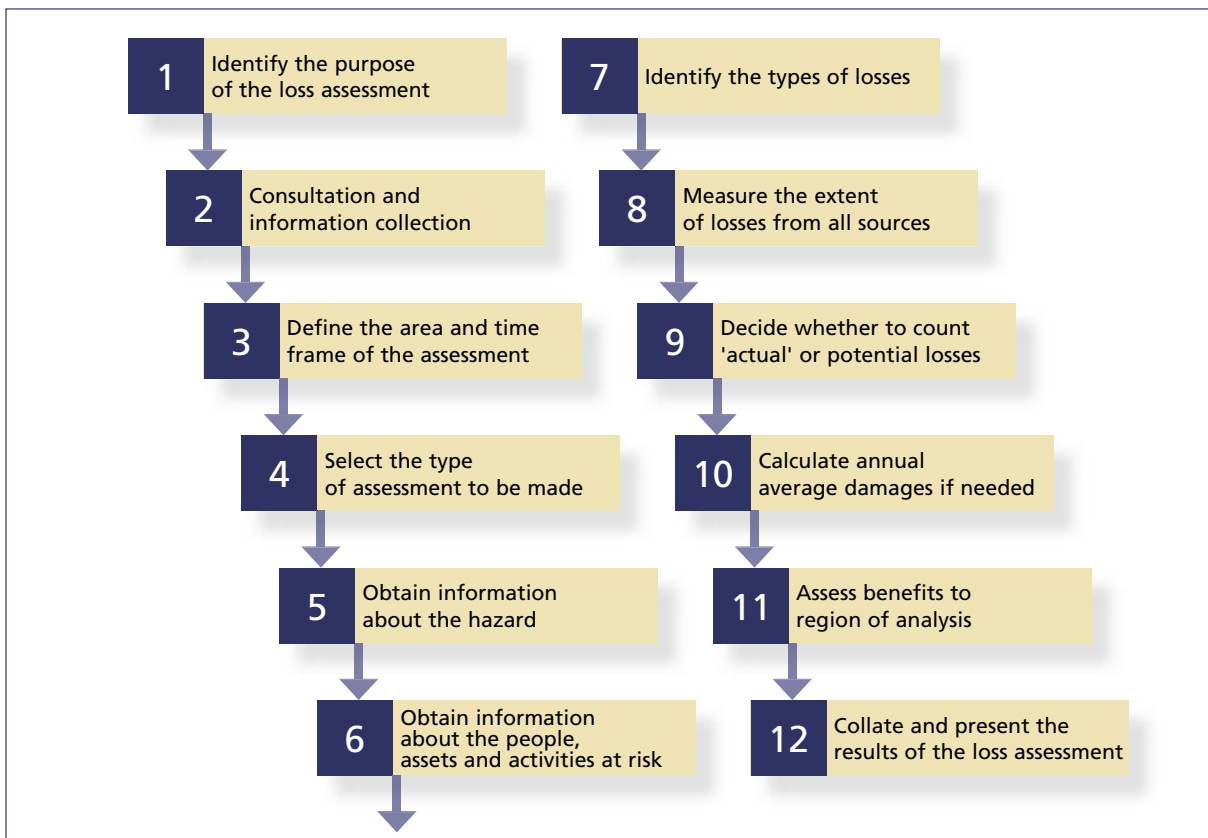 1
Identify the purpose
of the loss assessment
2
Consultation and
information collection
3
Define the area and time
frame of the assessment
4
Select the type
of assessment to be made
5
Obtain information
about the hazard
6
Obtain information
about the people,
assets and activities at risk
7
Identify the types of losses
8
Measure the extent
of losses from all sources
9
Decide whether to count
'actual' or potential losses
10
Calculate annual
average damages if needed
11
Assess benefits to
region of analysis
12
Collate and present the
results of the loss assessment